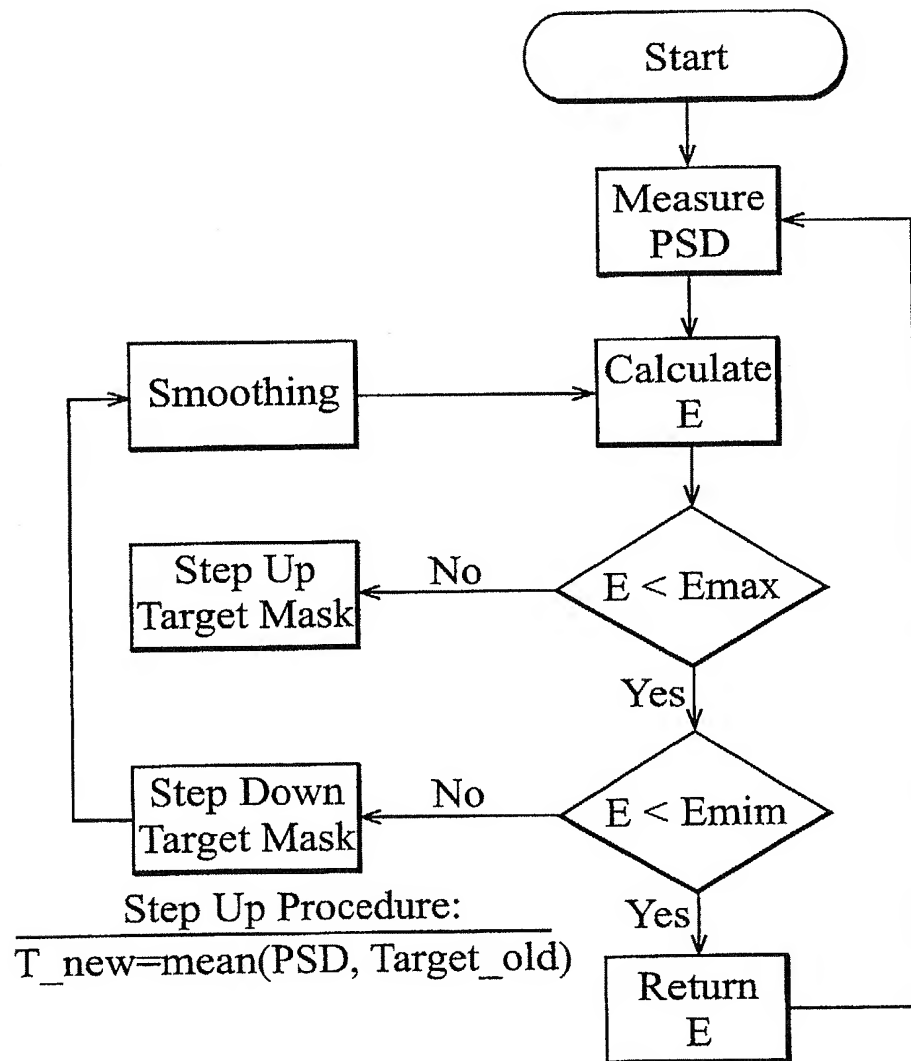 Start
Measure
PSD
Smoothing
Calculate
E
Step Up
Target Mask
No
E < Emax
Yes
Step Down
Target Mask
No
E < Emim
Step Up Procedure:
T_new=mean(PSD, Target_old)
Yes
Return
E